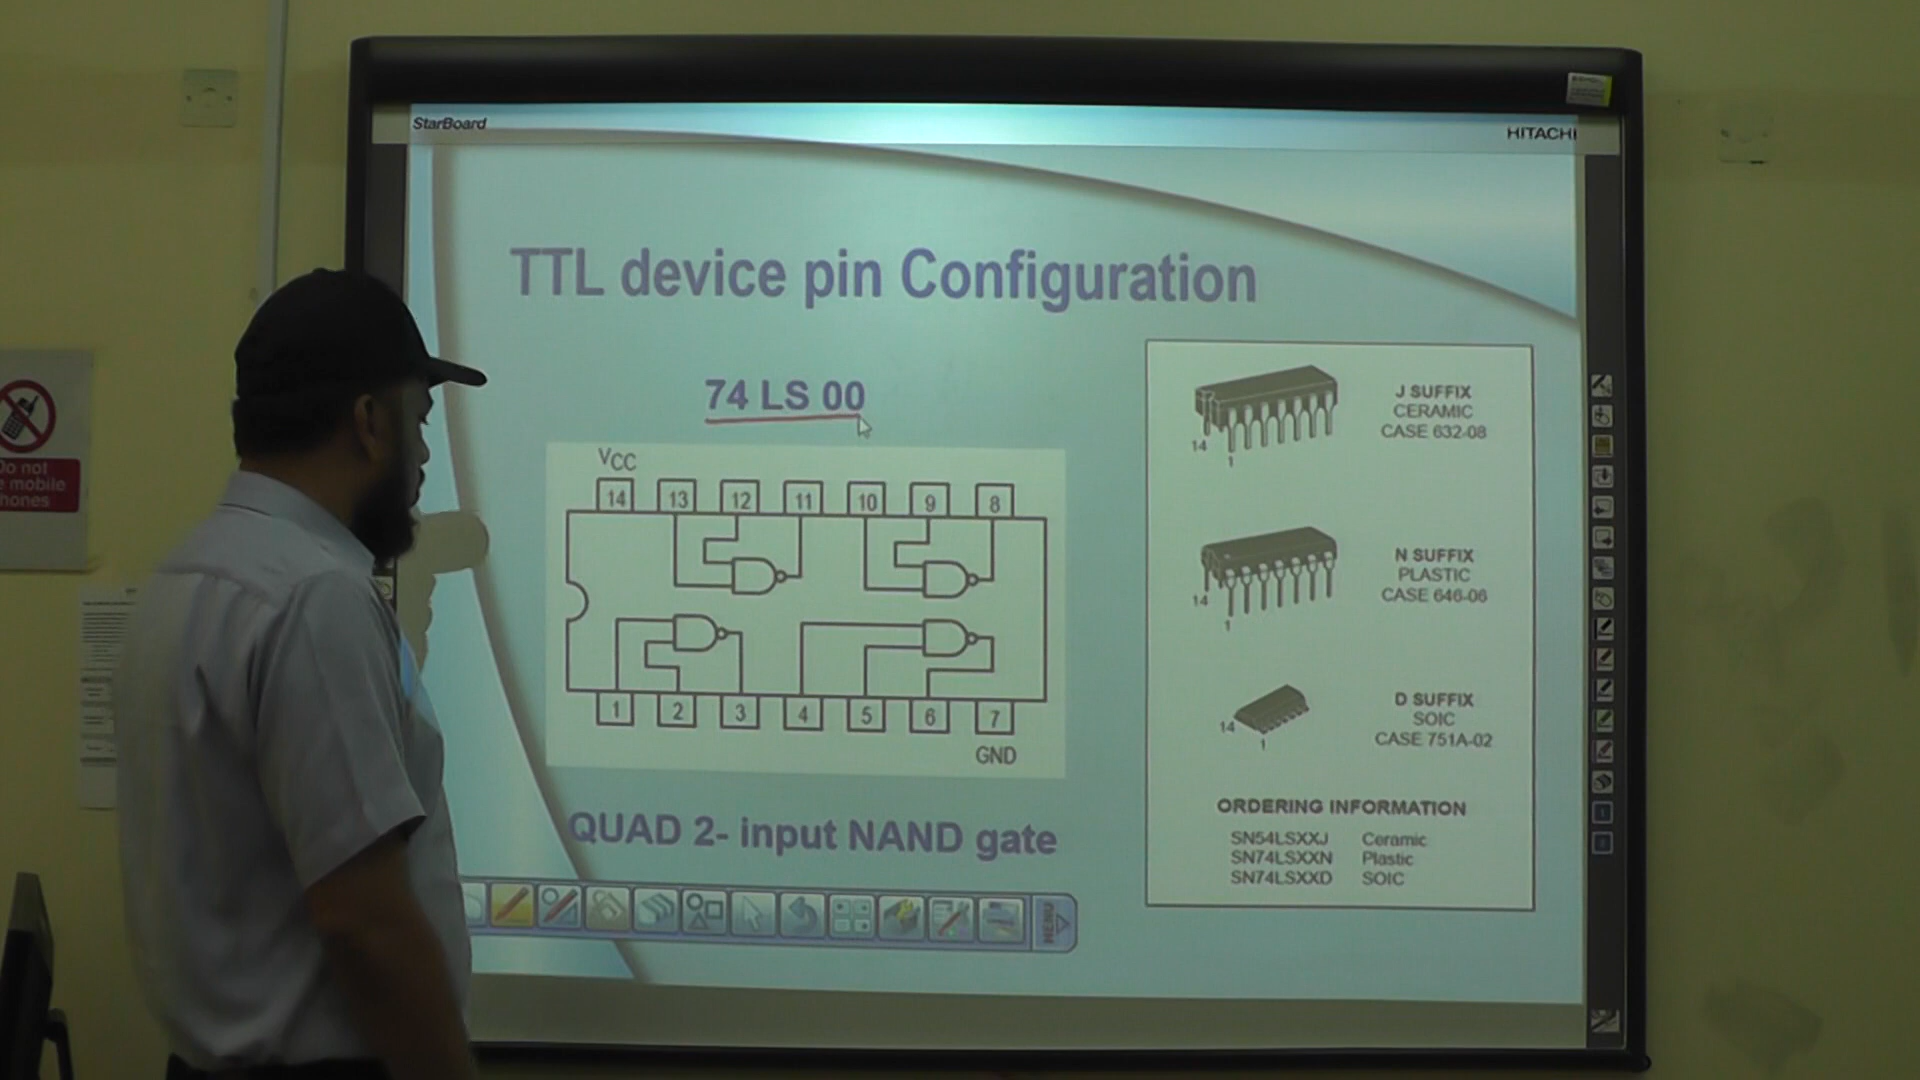 StarBoard
HITACHI
TTL device pin Configuration
74 LS 00
VCC
14 13 12 11 10 9 8
1 2 3 4 5 6 7
GND
QUAD 2- input NAND gate
MENU
J SUFFIX
CERAMIC
CASE 632-08
14
1
N SUFFIX
PLASTIC
CASE 646-06
14
1
D SUFFIX
SOIC
CASE 751A-02
14
1
ORDERING INFORMATION
SN54LSXXJ Ceramic
SN74LSXXN Plastic
SN74LSXXD SOIC
Do not
mobile